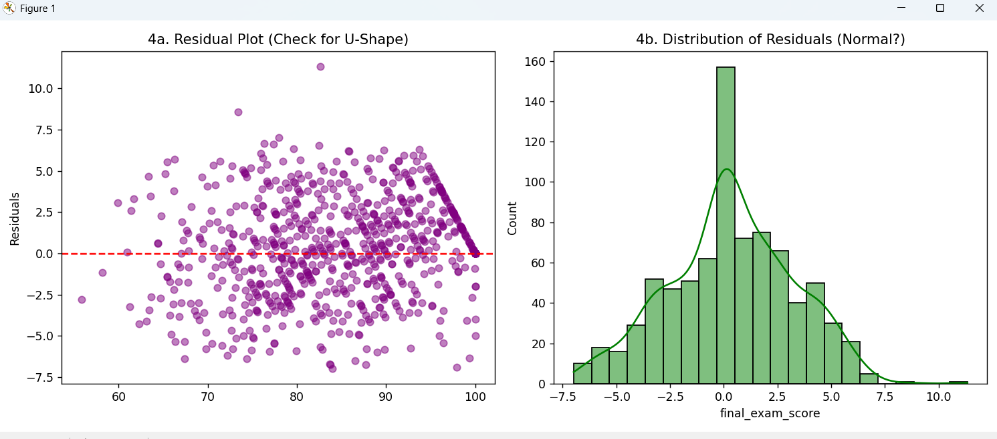 Figure 1
4a. Residual Plot (Check for U-Shape)
Residuals
10.0
7.5
5.0
2.5
0.0
−2.5
−5.0
−7.5
60 70 80 90 100
4b. Distribution of Residuals (Normal?)
Count
160
140
120
100
80
60
40
20
0
−7.5 −5.0 −2.5 0.0 2.5 5.0 7.5 10.0
final_exam_score